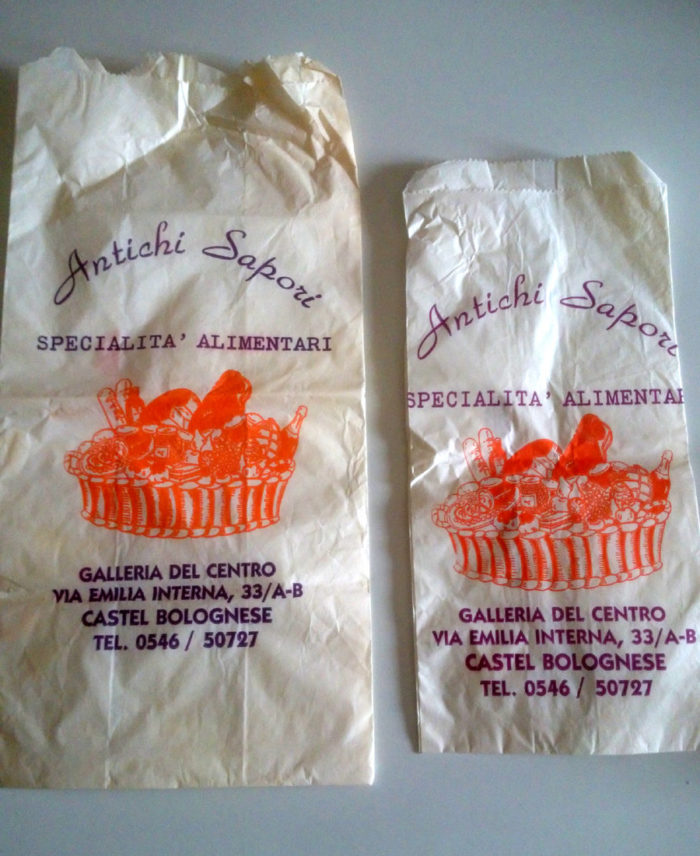 Antichi Sapori
SPECIALITA' ALIMENTARI
GALLERIA DEL CENTRO
VIA EMILIA INTERNA, 33/A-B
CASTEL BOLOGNESE
TEL. 0546 / 50727
Antichi Sapori
SPECIALITA' ALIMENTAR
GALLERIA DEL CENTRO
VIA EMILIA INTERNA, 33/A-B
CASTEL BOLOGNESE
TEL. 0546 / 50727